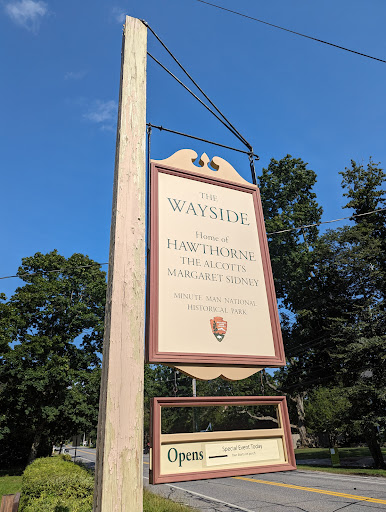 THE
WAYSIDE
Home of
HAWTHORNE
THE ALCOTTS
MARGARET SIDNEY
MINUTE MAN NATIONAL
HISTORICAL PARK
Opens
Special Event Today